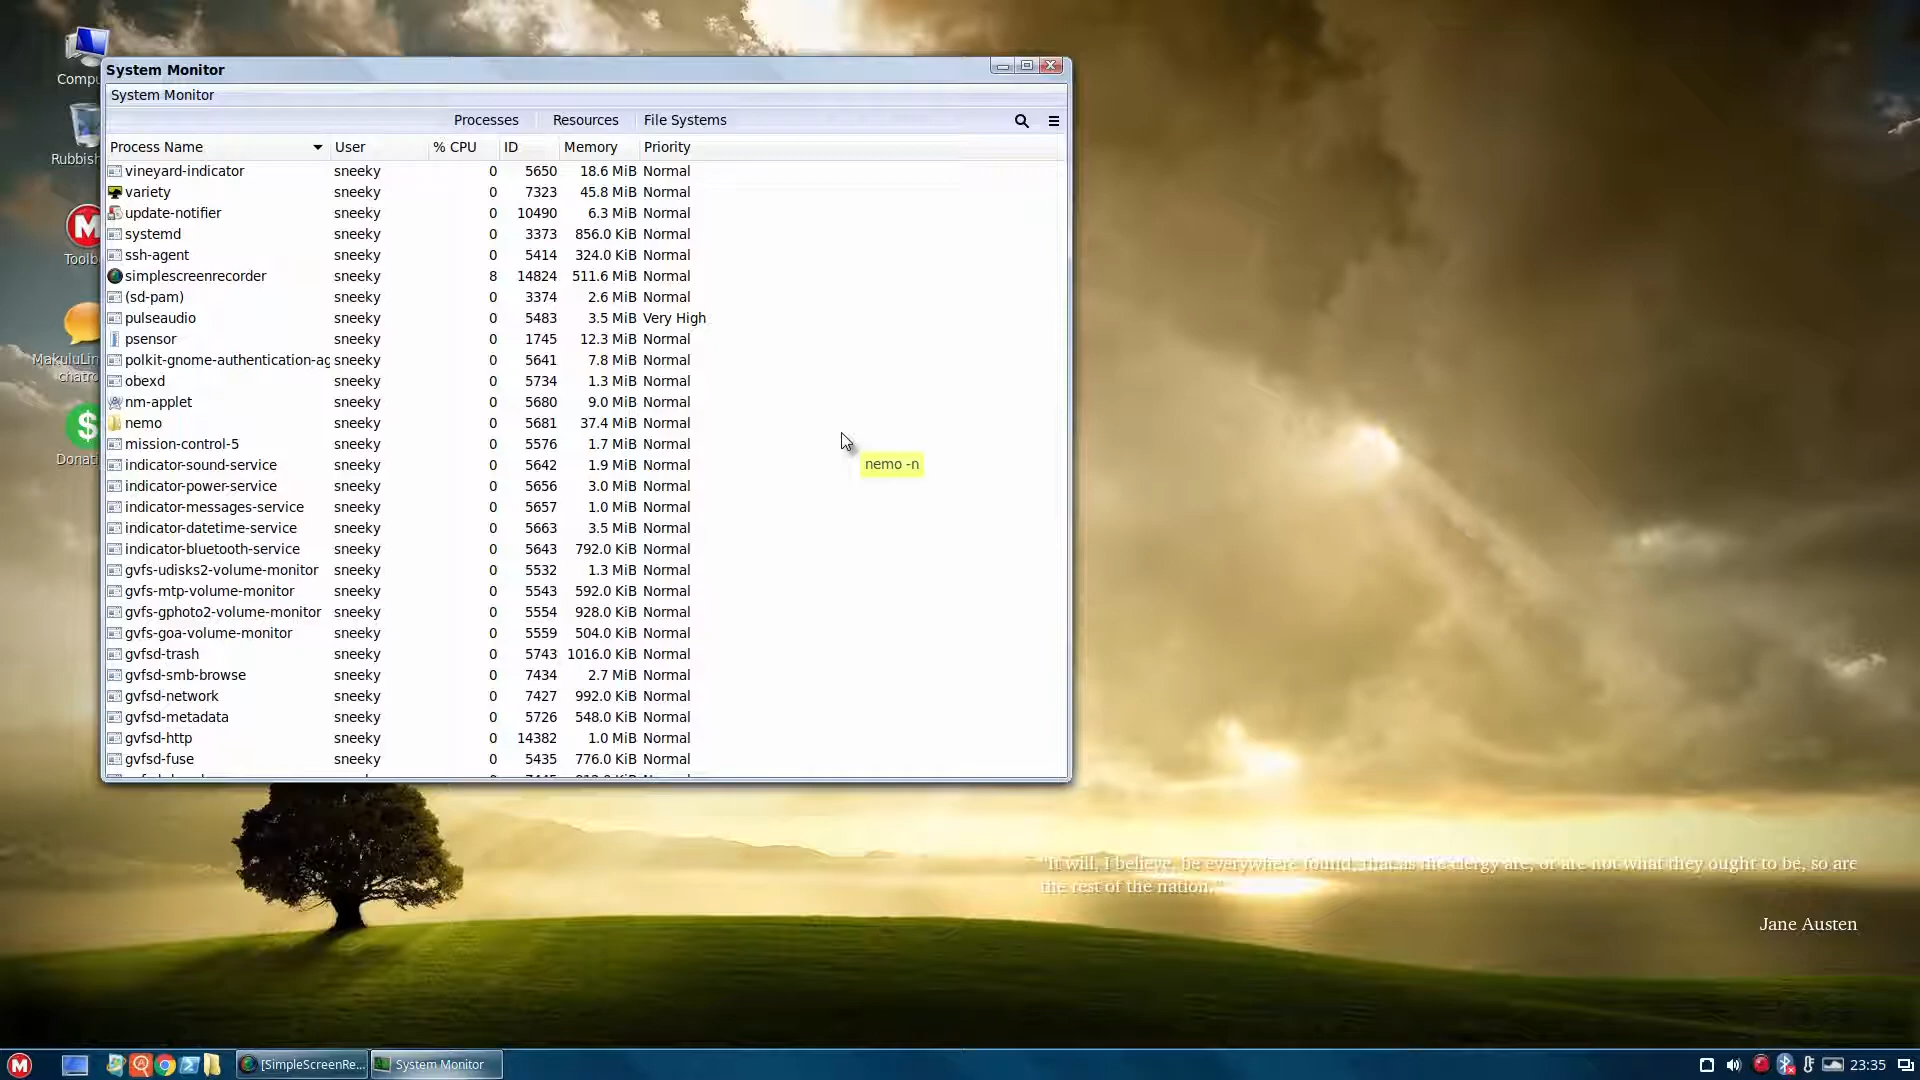 Compu
Rubbish
Toolb
MakuluLin
chatro
Donati
System Monitor
System Monitor
Processes Resources File Systems
Process Name User % CPU ID Memory Priority
vineyard-indicator sneeky 0 5650 18.6 MiB Normal
variety sneeky 0 7323 45.8 MiB Normal
update-notifier sneeky 0 10490 6.3 MiB Normal
systemd sneeky 0 3373 856.0 KiB Normal
ssh-agent sneeky 0 5414 324.0 KiB Normal
simplescreenrecorder sneeky 8 14824 511.6 MiB Normal
(sd-pam) sneeky 0 3374 2.6 MiB Normal
pulseaudio sneeky 0 5483 3.5 MiB Very High
psensor sneeky 0 1745 12.3 MiB Normal
polkit-gnome-authentication-ag sneeky 0 5641 7.8 MiB Normal
obexd sneeky 0 5734 1.3 MiB Normal
nm-applet sneeky 0 5680 9.0 MiB Normal
nemo sneeky 0 5681 37.4 MiB Normal
mission-control-5 sneeky 0 5576 1.7 MiB Normal
indicator-sound-service sneeky 0 5642 1.9 MiB Normal
indicator-power-service sneeky 0 5656 3.0 MiB Normal
indicator-messages-service sneeky 0 5657 1.0 MiB Normal
indicator-datetime-service sneeky 0 5663 3.5 MiB Normal
indicator-bluetooth-service sneeky 0 5643 792.0 KiB Normal
gvfs-udisks2-volume-monitor sneeky 0 5532 1.3 MiB Normal
gvfs-mtp-volume-monitor sneeky 0 5543 592.0 KiB Normal
gvfs-gphoto2-volume-monitor sneeky 0 5554 928.0 KiB Normal
gvfs-goa-volume-monitor sneeky 0 5559 504.0 KiB Normal
gvfsd-trash sneeky 0 5743 1016.0 KiB Normal
gvfsd-smb-browse sneeky 0 7434 2.7 MiB Normal
gvfsd-network sneeky 0 7427 992.0 KiB Normal
gvfsd-metadata sneeky 0 5726 548.0 KiB Normal
gvfsd-http sneeky 0 14382 1.0 MiB Normal
gvfsd-fuse sneeky 0 5435 776.0 KiB Normal
nemo -n
"It will, I believe, be everywhere found, that as the clergy are, or are not what they ought to be, so are
the rest of the nation."
Jane Austen
[SimpleScreenRe... System Monitor 23:35